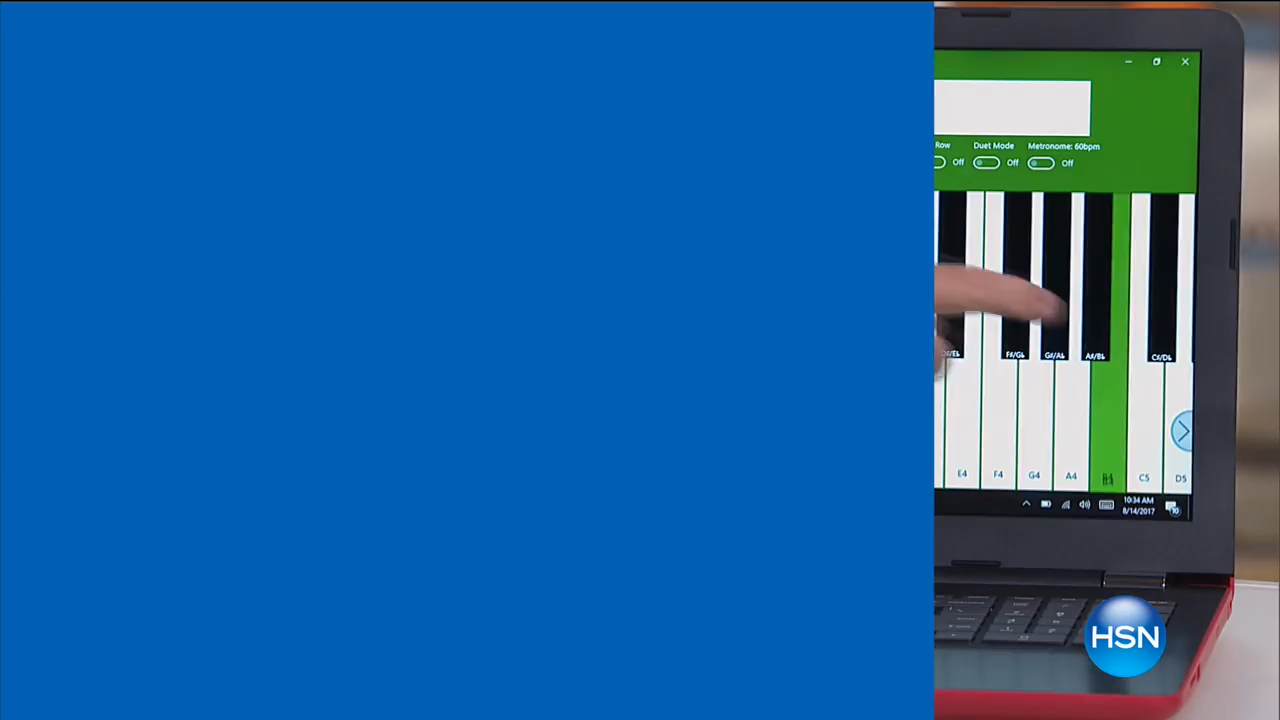 Row Duet Mode Metronome: 60bpm
Off Off Off
F#/G♭ G#/A♭ A#/B♭ C#/D♭
E4 F4 G4 A4 B4 C5 D5
10:34 AM
8/14/2017
HSN